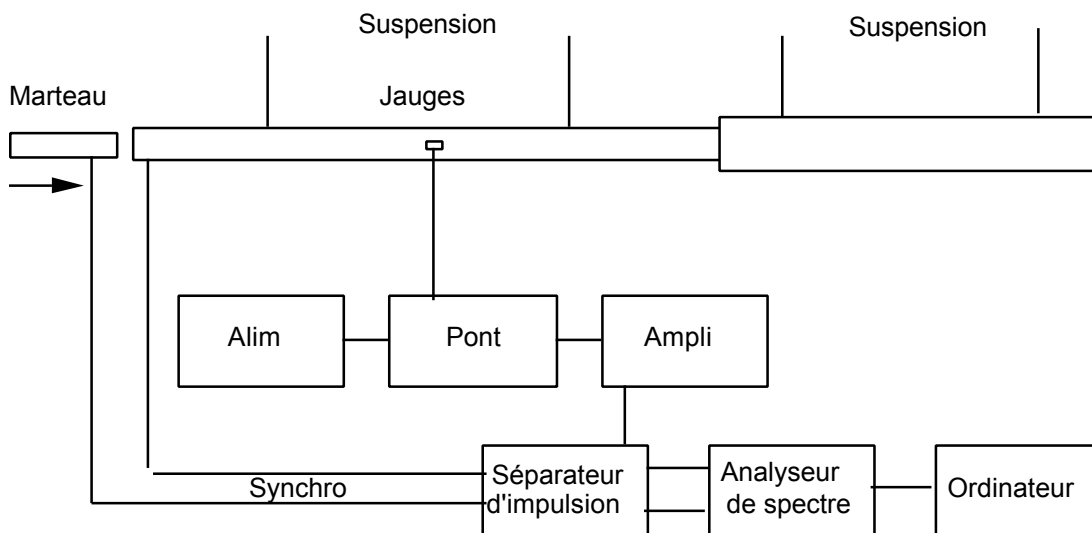 Suspension
Suspension
Marteau
Jauges
Alim
Pont
Ampli
Synchro
Séparateur
d'impulsion
Analyseur
de spectre
Ordinateur